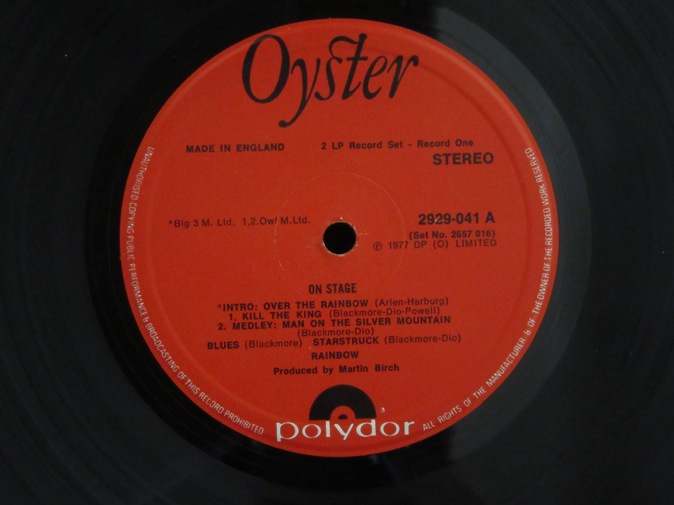 Oyster
MADE IN ENGLAND 2 LP Record Set - Record One
STEREO
*Big 3 M. Ltd. 1,2.Ow/ M.Ltd. 2929-041 A
(Set No. 2657 016)
℗ 1977 DP (O) LIMITED
ON STAGE
*INTRO: OVER THE RAINBOW (Arlen-Harburg)
1. KILL THE KING (Blackmore-Dio-Powell)
2. MEDLEY: MAN ON THE SILVER MOUNTAIN
(Blackmore-Dio)
BLUES (Blackmore) STARSTRUCK (Blackmore-Dio)
RAINBOW
Produced by Martin Birch
polydor
UNAUTHORISED COPYING PUBLIC PERFORMANCE & BROADCASTING OF THIS RECORD PROHIBITED
ALL RIGHTS OF THE MANUFACTURER & OF THE OWNER OF THE RECORDED WORK RESERVED